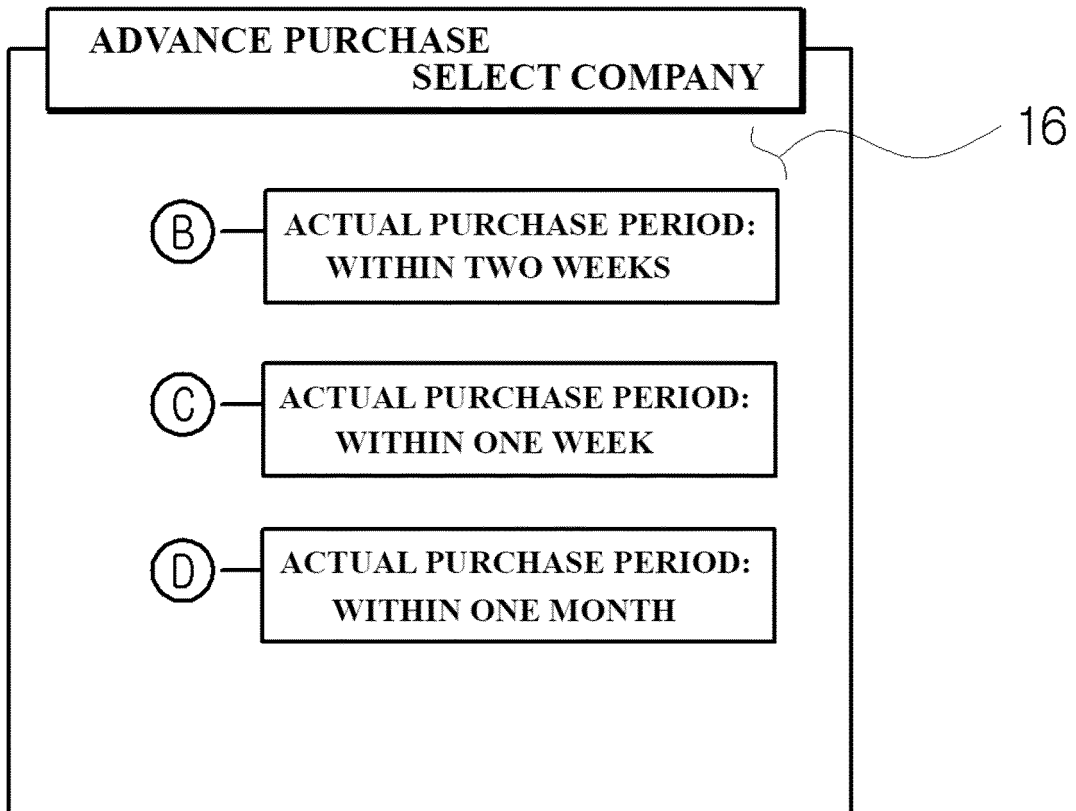 ADVANCE PURCHASE
SELECT COMPANY
16
B
ACTUAL PURCHASE PERIOD:
WITHIN TWO WEEKS
C
ACTUAL PURCHASE PERIOD:
WITHIN ONE WEEK
D
ACTUAL PURCHASE PERIOD:
WITHIN ONE MONTH